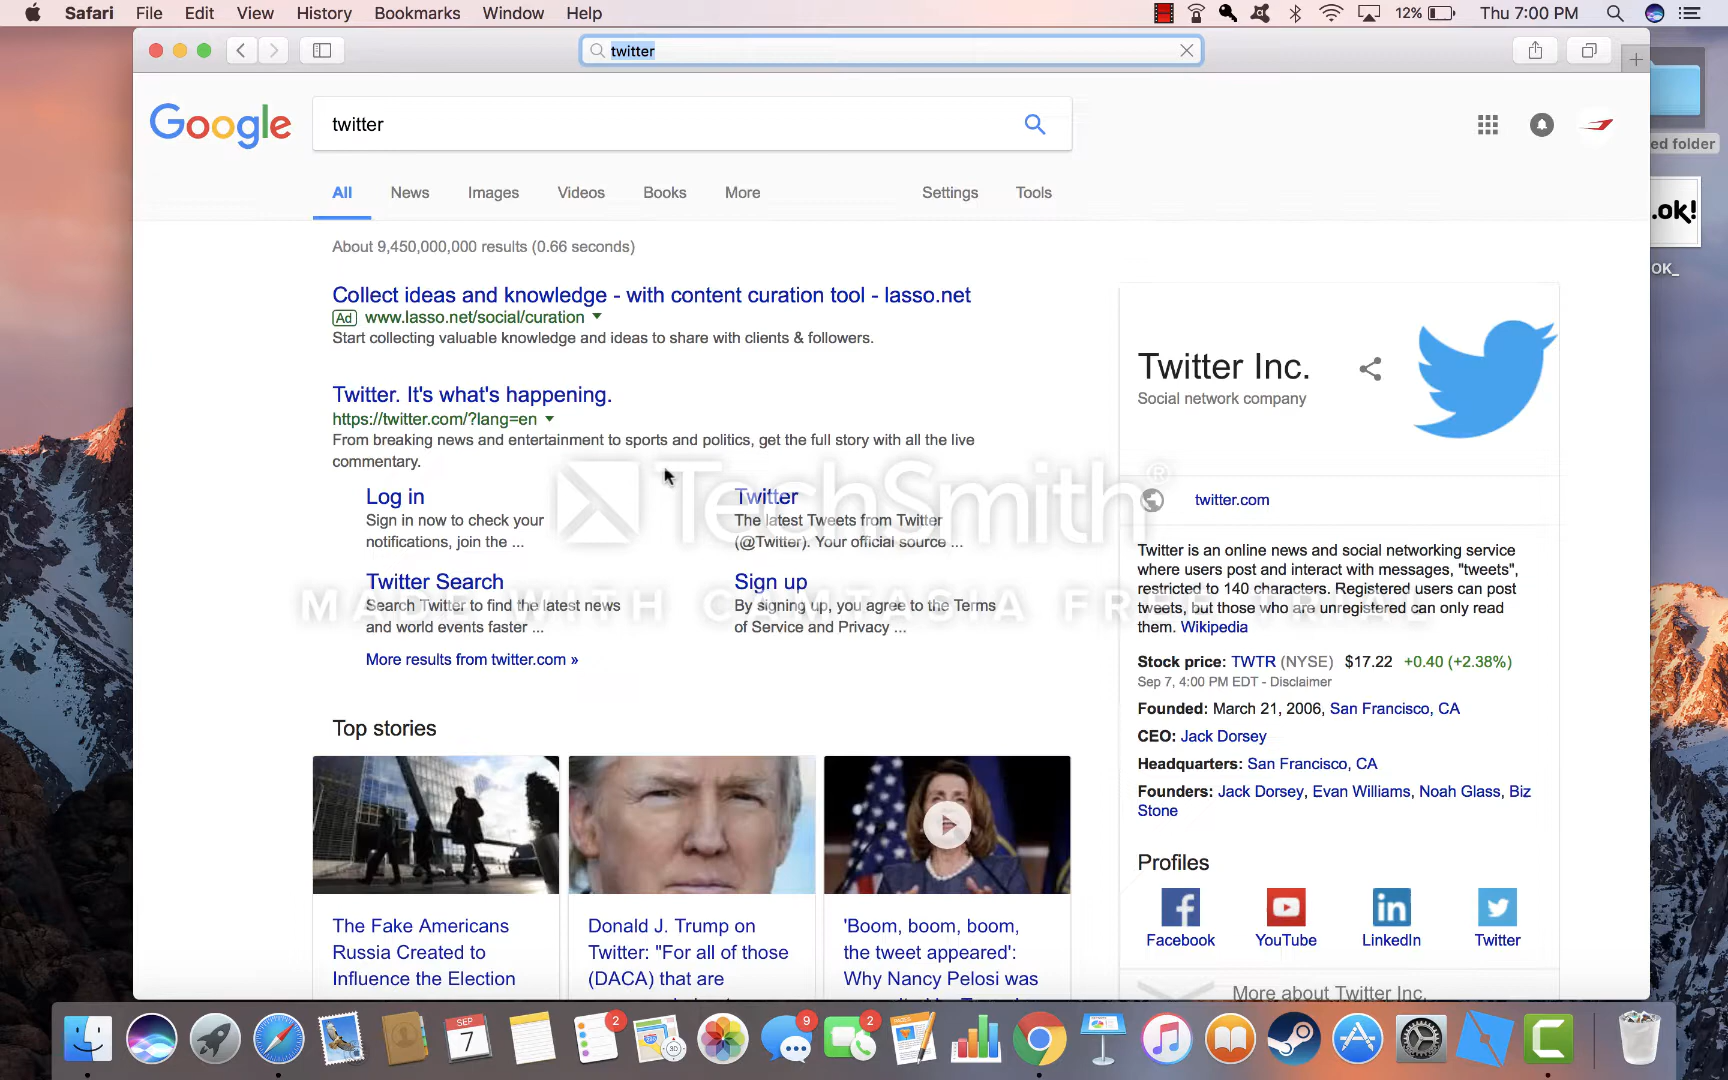 Safari File Edit View History Bookmarks Window Help
12% Thu 7:00 PM
twitter
Google
twitter
All News Images Videos Books More Settings Tools
About 9,450,000,000 results (0.66 seconds)
Collect ideas and knowledge - with content curation tool - lasso.net
Ad www.lasso.net/social/curation
Start collecting valuable knowledge and ideas to share with clients & followers.
Twitter. It's what's happening.
https://twitter.com/?lang=en
From breaking news and entertainment to sports and politics, get the full story with all the live
commentary.
Log in
Sign in now to check your
notifications, join the ...
Twitter
The latest Tweets from Twitter
(@Twitter). Your official source ...
Twitter Search
Search Twitter to find the latest news
and world events faster ...
Sign up
By signing up, you agree to the Terms
of Service and Privacy ...
More results from twitter.com »
TechSmith®
MADE WITH CAMTASIA FREE TRIAL
Top stories
The Fake Americans
Russia Created to
Influence the Election
Donald J. Trump on
Twitter: "For all of those
(DACA) that are
'Boom, boom, boom,
the tweet appeared':
Why Nancy Pelosi was
Twitter Inc.
Social network company
twitter.com
Twitter is an online news and social networking service
where users post and interact with messages, "tweets",
restricted to 140 characters. Registered users can post
tweets, but those who are unregistered can only read
them. Wikipedia
Stock price: TWTR (NYSE) $17.22 +0.40 (+2.38%)
Sep 7, 4:00 PM EDT - Disclaimer
Founded: March 21, 2006, San Francisco, CA
CEO: Jack Dorsey
Headquarters: San Francisco, CA
Founders: Jack Dorsey, Evan Williams, Noah Glass, Biz
Stone
Profiles
Facebook YouTube LinkedIn Twitter
More about Twitter Inc.
ed folder
.ok!
OK_
SEP
7
2
3D
9
2